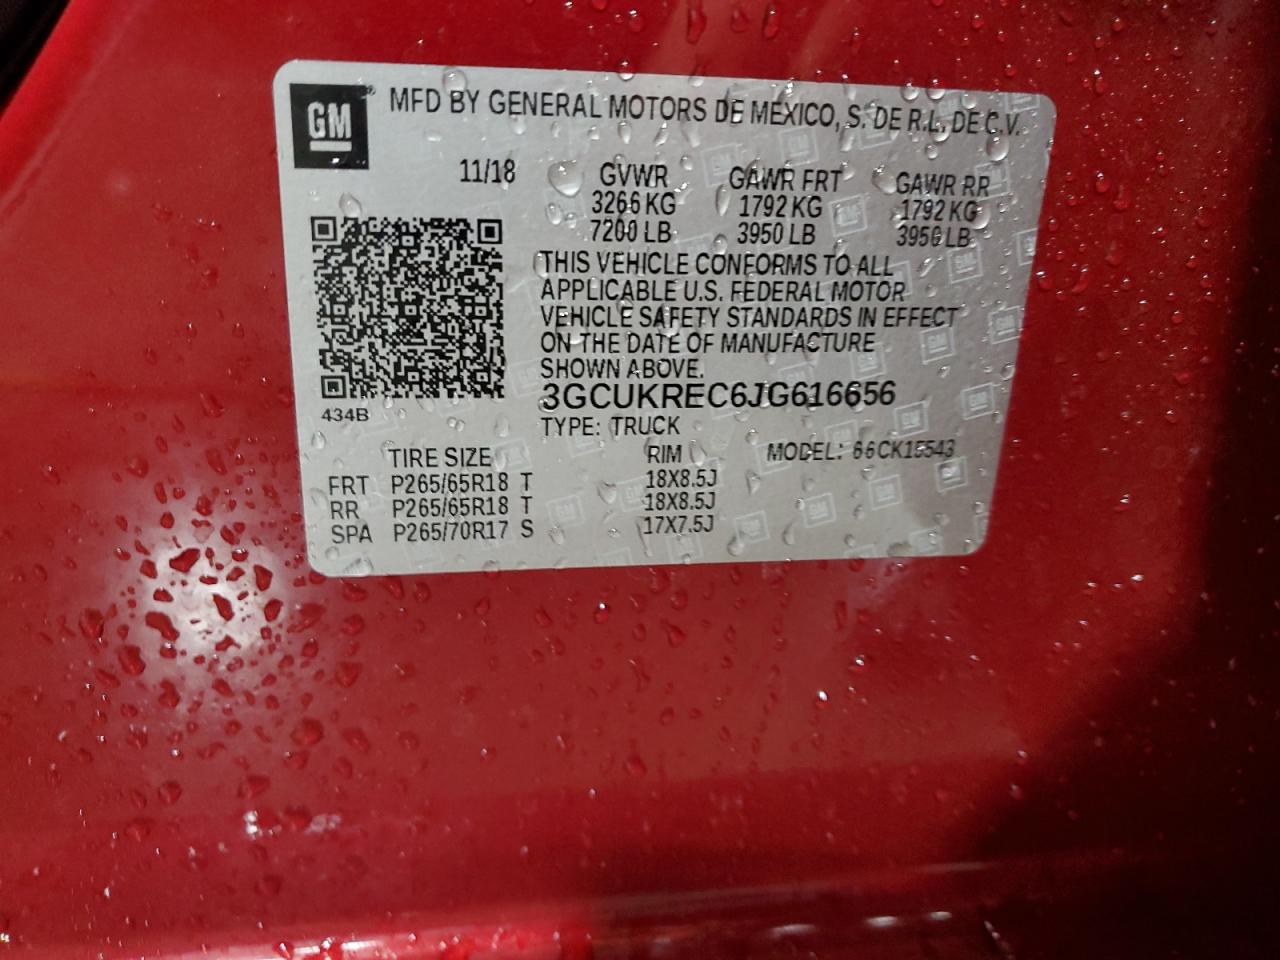 GM
MFD BY GENERAL MOTORS DE MEXICO, S. DE R.L. DE C.V.
11/18 GVWR GAWR FRT GAWR RR
3266 KG 1792 KG 1792 KG
7200 LB 3950 LB 3950 LB
THIS VEHICLE CONFORMS TO ALL
APPLICABLE U.S. FEDERAL MOTOR
VEHICLE SAFETY STANDARDS IN EFFECT
ON THE DATE OF MANUFACTURE
SHOWN ABOVE.
3GCUKREC6JG616656
434B
TYPE: TRUCK
TIRE SIZE RIM MODEL: 66CK15543
FRT P265/65R18 T 18X8.5J
RR P265/65R18 T 18X8.5J
SPA P265/70R17 S 17X7.5J